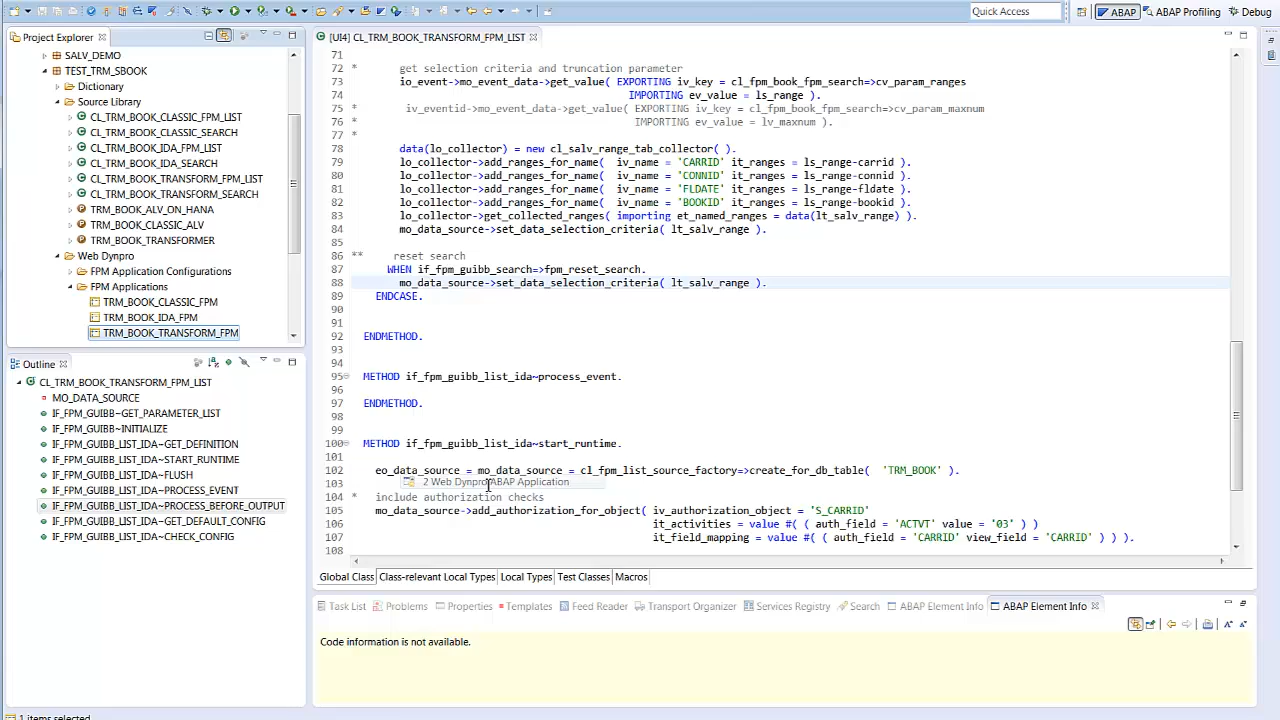 Quick Access
ABAP
ABAP Profiling
Debug
Project Explorer
SALV_DEMO
TEST_TRM_SBOOK
Dictionary
Source Library
CL_TRM_BOOK_CLASSIC_FPM_LIST
CL_TRM_BOOK_CLASSIC_SEARCH
CL_TRM_BOOK_IDA_FPM_LIST
CL_TRM_BOOK_IDA_SEARCH
CL_TRM_BOOK_TRANSFORM_FPM_LIST
CL_TRM_BOOK_TRANSFORM_SEARCH
TRM_BOOK_ALV_ON_HANA
TRM_BOOK_CLASSIC_ALV
TRM_BOOK_TRANSFORMER
Web Dynpro
FPM Application Configurations
FPM Applications
TRM_BOOK_CLASSIC_FPM
TRM_BOOK_IDA_FPM
TRM_BOOK_TRANSFORM_FPM
Outline
CL_TRM_BOOK_TRANSFORM_FPM_LIST
MO_DATA_SOURCE
IF_FPM_GUIBB~GET_PARAMETER_LIST
IF_FPM_GUIBB~INITIALIZE
IF_FPM_GUIBB_LIST_IDA~GET_DEFINITION
IF_FPM_GUIBB_LIST_IDA~START_RUNTIME
IF_FPM_GUIBB_LIST_IDA~FLUSH
IF_FPM_GUIBB_LIST_IDA~PROCESS_EVENT
IF_FPM_GUIBB_LIST_IDA~PROCESS_BEFORE_OUTPUT
IF_FPM_GUIBB_LIST_IDA~GET_DEFAULT_CONFIG
IF_FPM_GUIBB_LIST_IDA~CHECK_CONFIG
1 items selected
[UI4] CL_TRM_BOOK_TRANSFORM_FPM_LIST
71
72 * get selection criteria and truncation parameter
73 io_event->mo_event_data->get_value( EXPORTING iv_key = cl_fpm_book_fpm_search=>cv_param_ranges
74 IMPORTING ev_value = ls_range ).
75 * iv_eventid->mo_event_data->get_value( EXPORTING iv_key = cl_fpm_book_fpm_search=>cv_param_maxnum
76 * IMPORTING ev_value = lv_maxnum ).
77 *
78 data(lo_collector) = new cl_salv_range_tab_collector( ).
79 lo_collector->add_ranges_for_name( iv_name = 'CARRID' it_ranges = ls_range-carrid ).
80 lo_collector->add_ranges_for_name( iv_name = 'CONNID' it_ranges = ls_range-connid ).
81 lo_collector->add_ranges_for_name( iv_name = 'FLDATE' it_ranges = ls_range-fldate ).
82 lo_collector->add_ranges_for_name( iv_name = 'BOOKID' it_ranges = ls_range-bookid ).
83 lo_collector->get_collected_ranges( importing et_named_ranges = data(lt_salv_range) ).
84 mo_data_source->set_data_selection_criteria( lt_salv_range ).
85
86 ** reset search
87 WHEN if_fpm_guibb_search=>fpm_reset_search.
88 mo_data_source->set_data_selection_criteria( lt_salv_range ).
89 ENDCASE.
90
91
92 ENDMETHOD.
93
94
95 METHOD if_fpm_guibb_list_ida~process_event.
96
97 ENDMETHOD.
98
99
100 METHOD if_fpm_guibb_list_ida~start_runtime.
101
102 eo_data_source = mo_data_source = cl_fpm_list_source_factory=>create_for_db_table( 'TRM_BOOK' ).
103 2 Web Dynpro ABAP Application
104 * include authorization checks
105 mo_data_source->add_authorization_for_object( iv_authorization_object = 'S_CARRID'
106 it_activities = value #( ( auth_field = 'ACTVT' value = '03' ) )
107 it_field_mapping = value #( ( auth_field = 'CARRID' view_field = 'CARRID' ) ) ).
108
Global Class
Class-relevant Local Types
Local Types
Test Classes
Macros
Task List
Problems
Properties
Templates
Feed Reader
Transport Organizer
Services Registry
Search
ABAP Element Info
ABAP Element Info
Code information is not available.